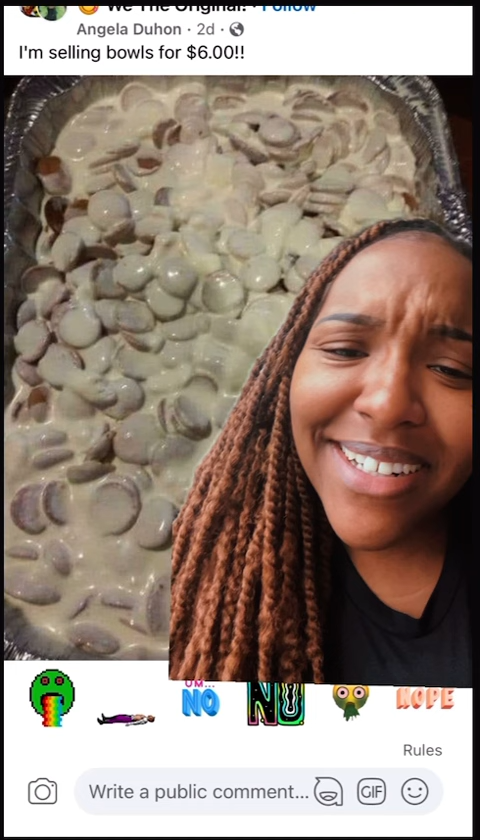 We The Original! · Follow
Angela Duhon · 2d ·
I'm selling bowls for $6.00!!
UM...
NO
NO
NOPE
Rules
Write a public comment...
GIF